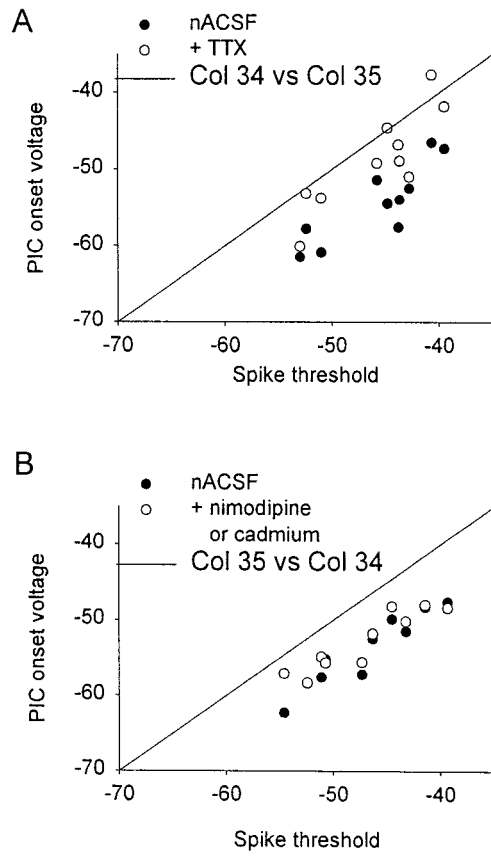 A
nACSF
+ TTX
Col 34 vs Col 35
PIC onset voltage
-40
-50
-60
-70
-70 -60 -50 -40
Spike threshold
B
nACSF
+ nimodipine
or cadmium
Col 35 vs Col 34
PIC onset voltage
-40
-50
-60
-70
-70 -60 -50 -40
Spike threshold